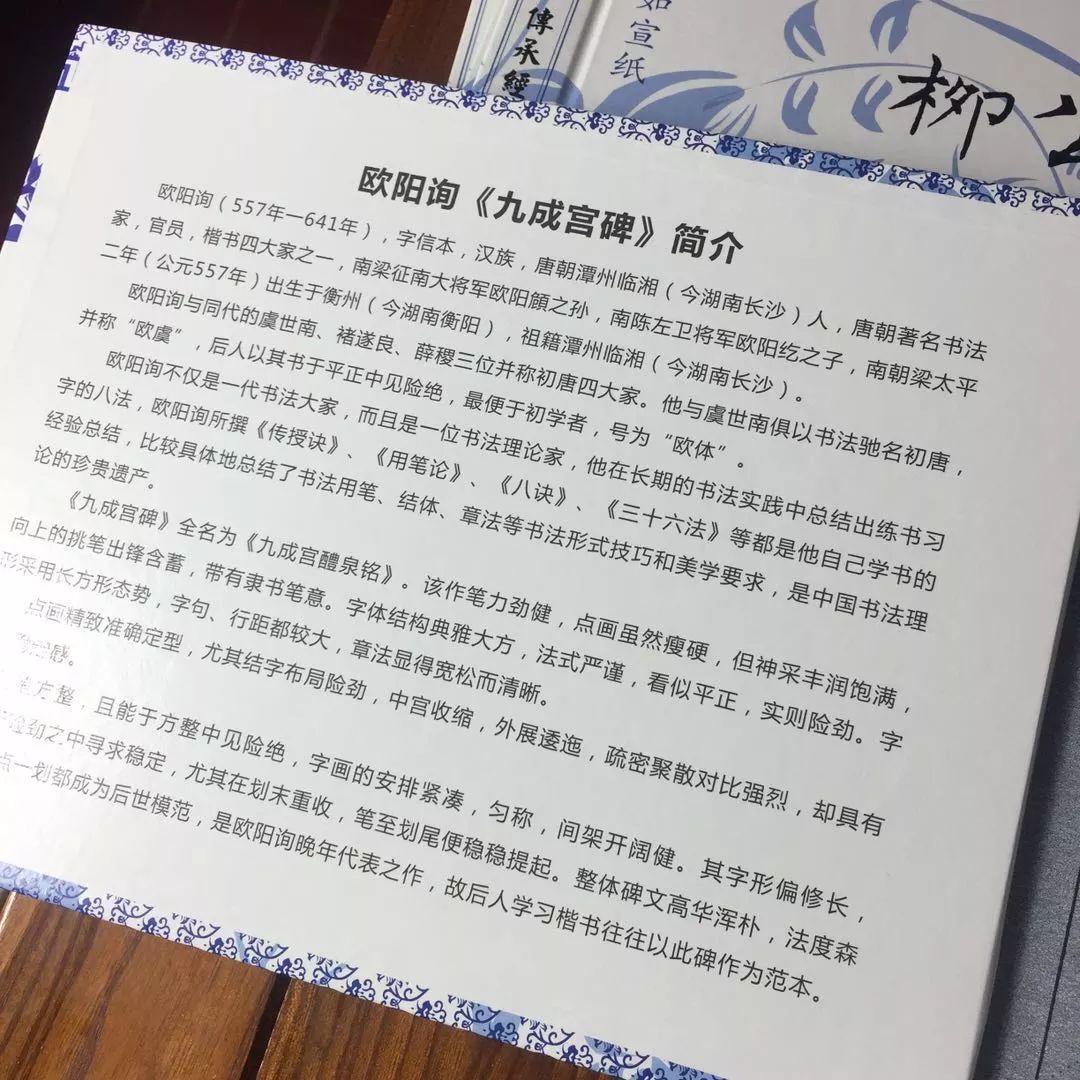 傳承經
如宣纸
柳公
欧阳询《九成宫碑》简介
欧阳询（557年一641年），字信本，汉族，唐朝潭州临湘（今湖南长沙）人，唐朝著名书法
家，官员，楷书四大家之一，南梁征南大将军欧阳頠之孙，南陈左卫将军欧阳纥之子，南朝梁太平
二年（公元557年）出生于衡州（今湖南衡阳），祖籍潭州临湘（今湖南长沙）。
欧阳询与同代的虞世南、褚遂良、薛稷三位并称初唐四大家。他与虞世南俱以书法驰名初唐，
并称“欧虞”，后人以其书于平正中见险绝，最便于初学者，号为“欧体”。
欧阳询不仅是一代书法大家，而且是一位书法理论家，他在长期的书法实践中总结出练书习
字的八法，欧阳询所撰《传授诀》、《用笔论》、《八诀》、《三十六法》等都是他自己学书的
经验总结，比较具体地总结了书法用笔、结体、章法等书法形式技巧和美学要求，是中国书法理
论的珍贵遗产。
《九成宫碑》全名为《九成宫醴泉铭》。该作笔力劲健，点画虽然瘦硬，但神采丰润饱满，
向上的挑笔出锋含蓄，带有隶书笔意。字体结构典雅大方，法式严谨，看似平正，实则险劲。字
形采用长方形态势，字句、行距都较大，章法显得宽松而清晰。
点画精致准确定型，尤其结字布局险劲，中宫收缩，外展逶迤，疏密聚散对比强烈，却具有
感。
方整，且能于方整中见险绝，字画的安排紧凑，匀称，间架开阔健。其字形偏修长，
险劲之中寻求稳定，尤其在划末重收，笔至划尾便稳稳提起。整体碑文高华浑朴，法度森
点一划都成为后世模范，是欧阳询晚年代表之作，故后人学习楷书往往以此碑作为范本。